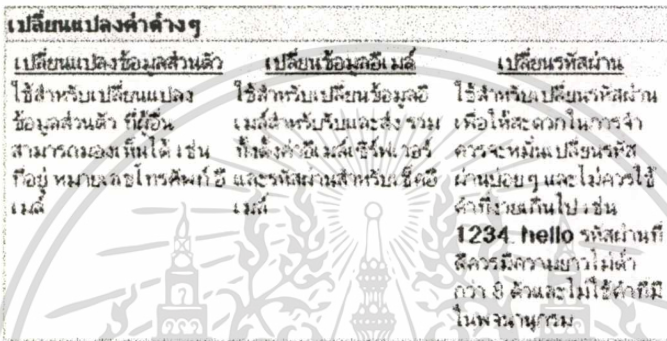 เปลี่ยนแปลงค่าต่างๆ
เปลี่ยนแปลงข้อมูลส่วนตัว
ใช้สำหรับเปลี่ยนแปลง
ข้อมูลส่วนตัว ที่ผู้อื่น
สามารถมองเห็นได้ เช่น
ที่อยู่ หมายเลขโทรศัพท์ อี
เมล์
เปลี่ยนข้อมูลอีเมล์
ใช้สำหรับเปลี่ยนข้อมูลอี
เมล์สำหรับรับและส่ง รวม
ทั้งตั้งค่าอีเมล์เซิร์ฟเวอร์
และรหัสผ่านสำหรับเช็คอี
เมล์
เปลี่ยนรหัสผ่าน
ใช้สำหรับเปลี่ยนรหัสผ่าน
เพื่อให้สะดวกในการจำ
ควรจะหมั่นเปลี่ยนรหัส
ผ่านบ่อยๆ และไม่ควรใช้
คำที่ง่ายเกินไป เช่น
1234, hello รหัสผ่านที่
ดีควรมีความยาวไม่ต่ำ
กว่า 8 ตัวและไม่ใช้คำที่มี
ในพจนานุกรม